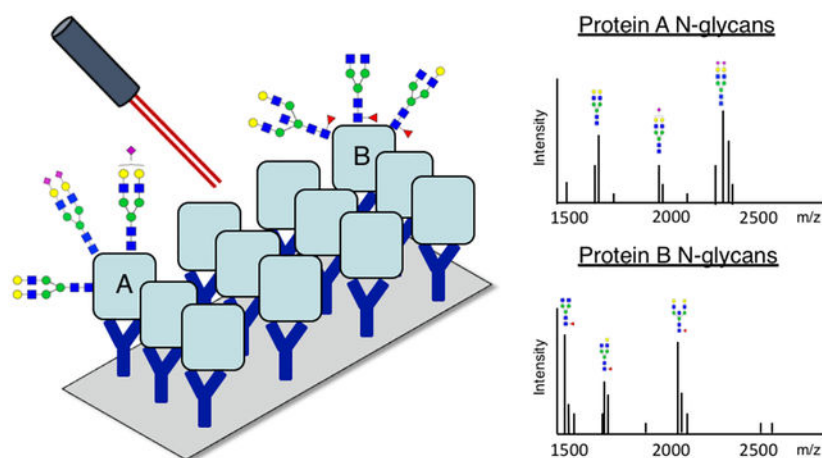 A
B
Protein A N-glycans
Intensity
1500 2000 2500 m/z
Protein B N-glycans
Intensity
1500 2000 2500 m/z